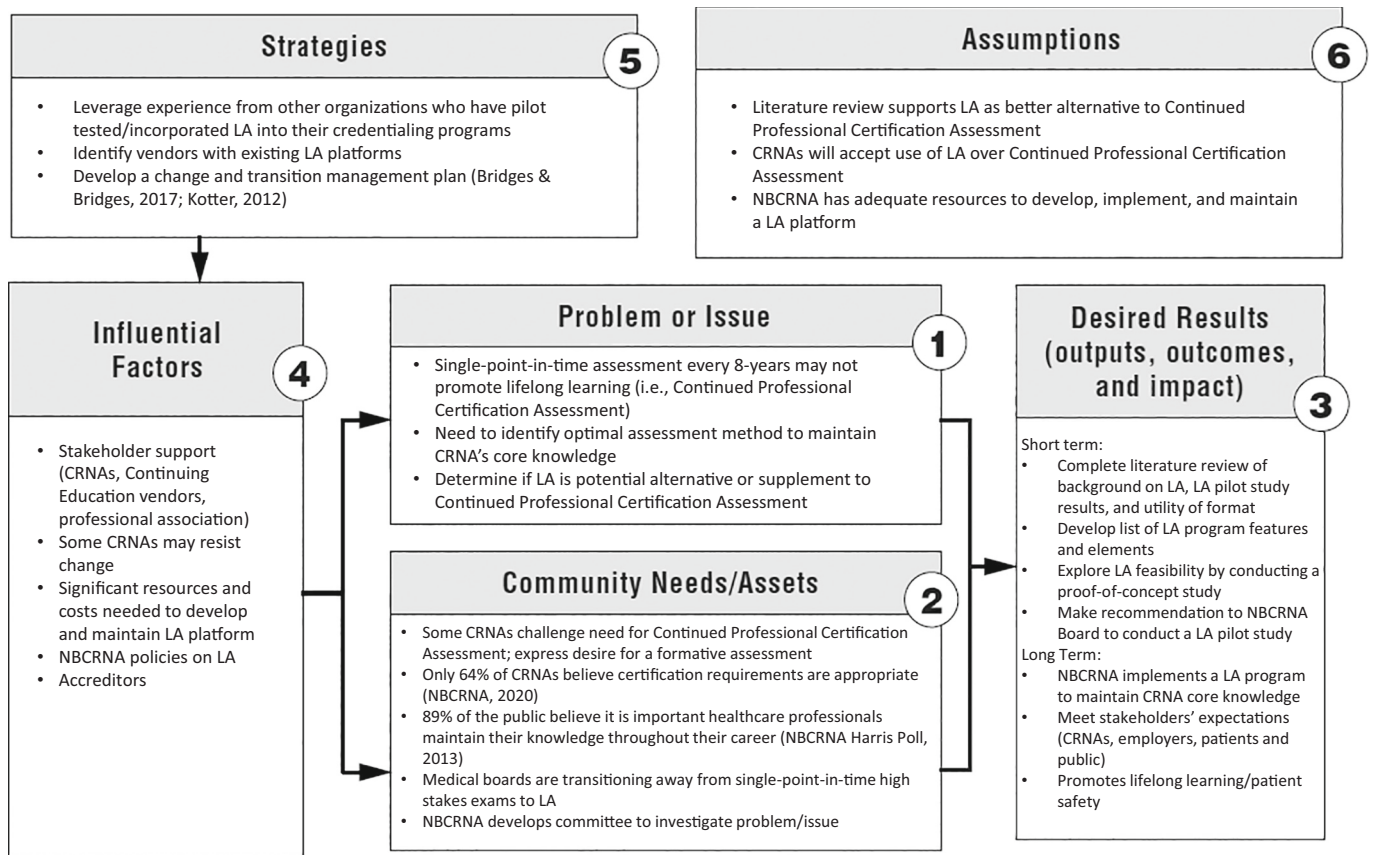 Strategies
5
• Leverage experience from other organizations who have pilot
tested/incorporated LA into their credentialing programs
• Identify vendors with existing LA platforms
• Develop a change and transition management plan (Bridges &
Bridges, 2017; Kotter, 2012)
Assumptions
6
• Literature review supports LA as better alternative to Continued
Professional Certification Assessment
• CRNAs will accept use of LA over Continued Professional Certification
Assessment
• NBCRNA has adequate resources to develop, implement, and maintain
a LA platform
Influential
Factors
4
• Stakeholder support
(CRNAs, Continuing
Education vendors,
professional association)
• Some CRNAs may resist
change
• Significant resources and
costs needed to develop
and maintain LA platform
• NBCRNA policies on LA
• Accreditors
Problem or Issue
1
• Single-point-in-time assessment every 8-years may not
promote lifelong learning (i.e., Continued Professional
Certification Assessment)
• Need to identify optimal assessment method to maintain
CRNA's core knowledge
• Determine if LA is potential alternative or supplement to
Continued Professional Certification Assessment
Community Needs/Assets
2
• Some CRNAs challenge need for Continued Professional Certification
Assessment; express desire for a formative assessment
• Only 64% of CRNAs believe certification requirements are appropriate
(NBCRNA, 2020)
• 89% of the public believe it is important healthcare professionals
maintain their knowledge throughout their career (NBCRNA Harris Poll,
2013)
• Medical boards are transitioning away from single-point-in-time high
stakes exams to LA
• NBCRNA develops committee to investigate problem/issue
Desired Results
(outputs, outcomes,
and impact)
3
Short term:
• Complete literature review of
background on LA, LA pilot study
results, and utility of format
• Develop list of LA program features
and elements
• Explore LA feasibility by conducting a
proof-of-concept study
• Make recommendation to NBCRNA
Board to conduct a LA pilot study
Long Term:
• NBCRNA implements a LA program
to maintain CRNA core knowledge
• Meet stakeholders' expectations
(CRNAs, employers, patients and
public)
• Promotes lifelong learning/patient
safety